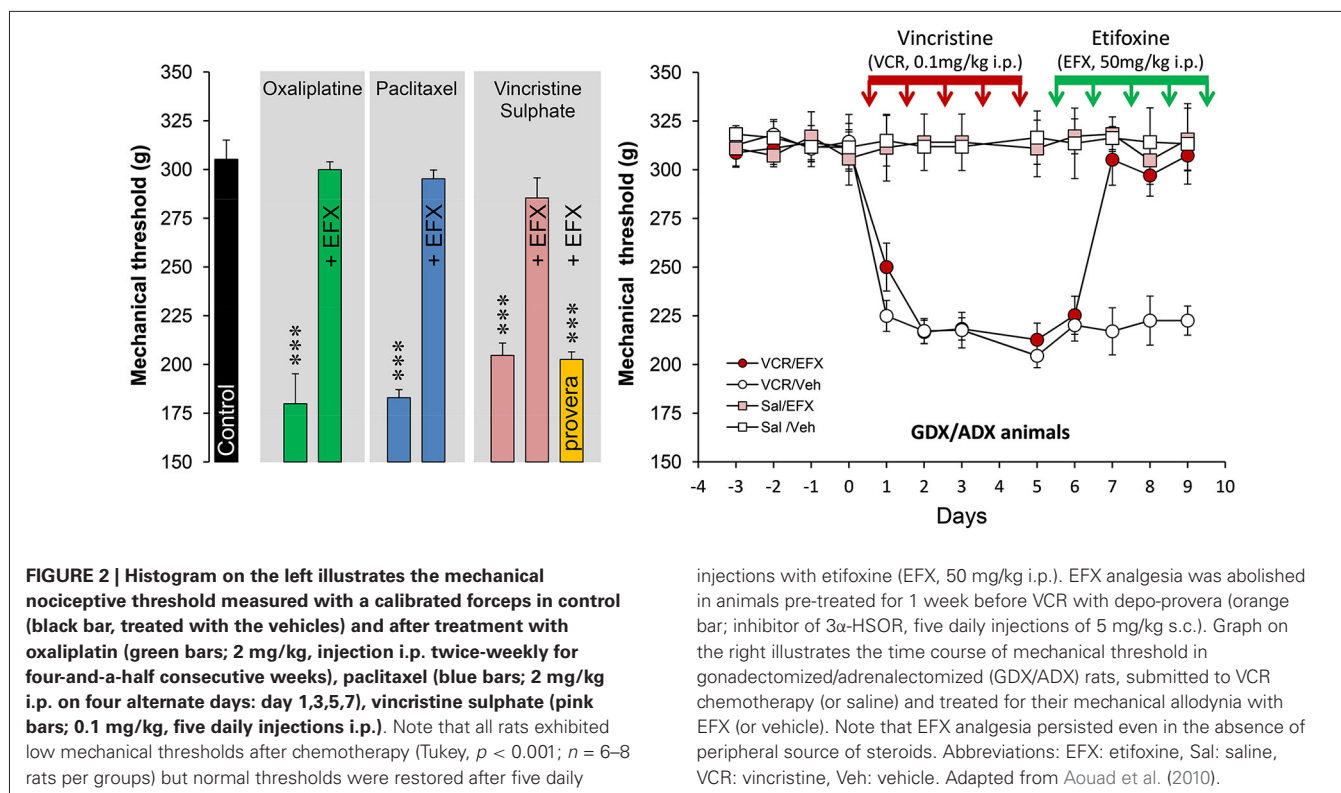 Mechanical threshold (g)
350
325
300
275
250
225
200
175
150
Oxaliplatine
Paclitaxel
Vincristine
Sulphate
Control
***
+ EFX
***
+ EFX
***
+ EFX
***
+ EFX
provera
Vincristine
(VCR, 0.1mg/kg i.p.)
Etifoxine
(EFX, 50mg/kg i.p.)
Mechanical threshold (g)
350
325
300
275
250
225
200
175
150
VCR/EFX
VCR/Veh
Sal/EFX
Sal /Veh
GDX/ADX animals
-4 -3 -2 -1 0 1 2 3 4 5 6 7 8 9 10
Days
FIGURE 2 | Histogram on the left illustrates the mechanical
nociceptive threshold measured with a calibrated forceps in control
(black bar, treated with the vehicles) and after treatment with
oxaliplatin (green bars; 2 mg/kg, injection i.p. twice-weekly for
four-and-a-half consecutive weeks), paclitaxel (blue bars; 2 mg/kg
i.p. on four alternate days: day 1,3,5,7), vincristine sulphate (pink
bars; 0.1 mg/kg, five daily injections i.p.). Note that all rats exhibited
low mechanical thresholds after chemotherapy (Tukey, p < 0.001; n = 6–8
rats per groups) but normal thresholds were restored after five daily
injections with etifoxine (EFX, 50 mg/kg i.p.). EFX analgesia was abolished
in animals pre-treated for 1 week before VCR with depo-provera (orange
bar; inhibitor of 3α-HSOR, five daily injections of 5 mg/kg s.c.). Graph on
the right illustrates the time course of mechanical threshold in
gonadectomized/adrenalectomized (GDX/ADX) rats, submitted to VCR
chemotherapy (or saline) and treated for their mechanical allodynia with
EFX (or vehicle). Note that EFX analgesia persisted even in the absence of
peripheral source of steroids. Abbreviations: EFX: etifoxine, Sal: saline,
VCR: vincristine, Veh: vehicle. Adapted from Aouad et al. (2010).